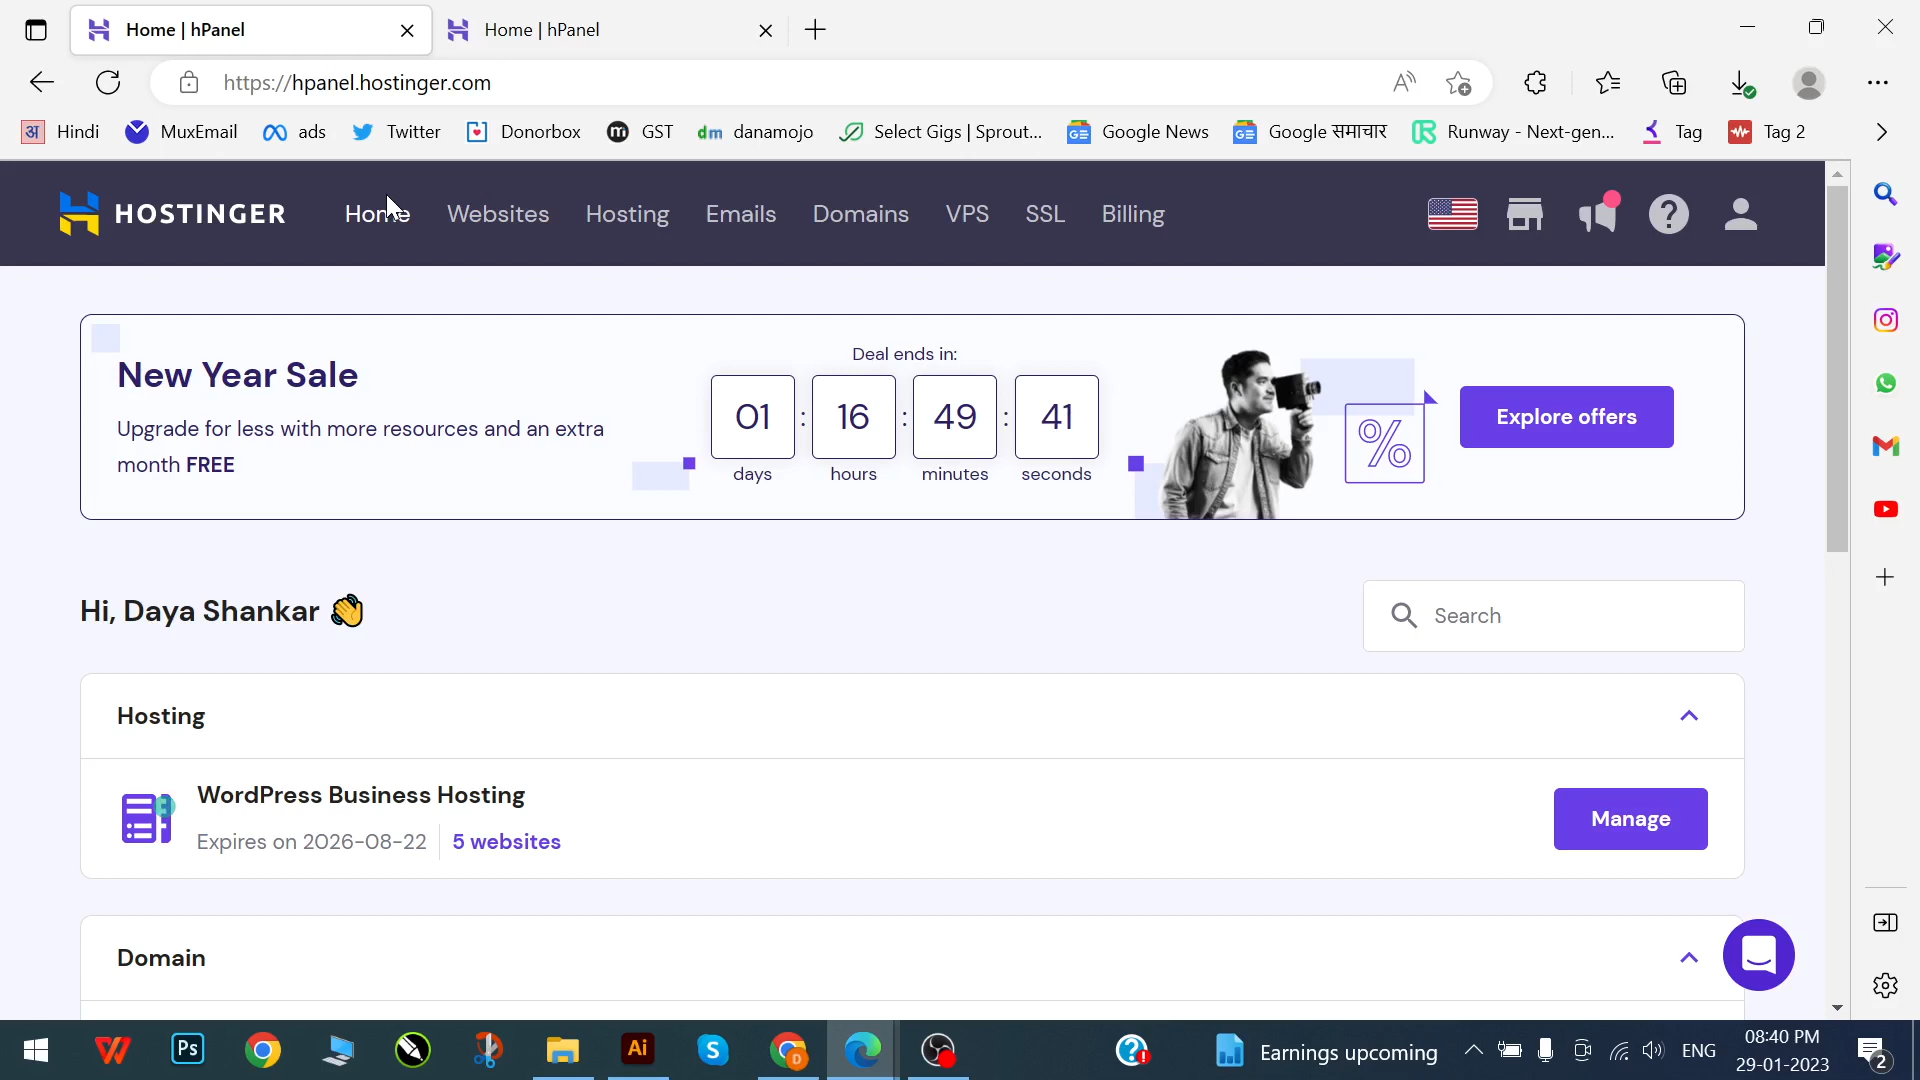 Home | hPanel
Home | hPanel
https://hpanel.hostinger.com
अ Hindi MuxEmail ads Twitter Donorbox GST dm danamojo Select Gigs | Sprout... Google News Google समाचार Runway - Next-gen... Tag Tag 2
HOSTINGER Home Websites Hosting Emails Domains VPS SSL Billing
New Year Sale
Upgrade for less with more resources and an extra
month FREE
Deal ends in:
01 : 16 : 49 : 41
days hours minutes seconds
%
Explore offers
Hi, Daya Shankar 👋
Search
Hosting
WordPress Business Hosting
Expires on 2026-08-22 5 websites
Manage
Domain
Ps Ai S D Earnings upcoming ENG
08:40 PM
29-01-2023
2